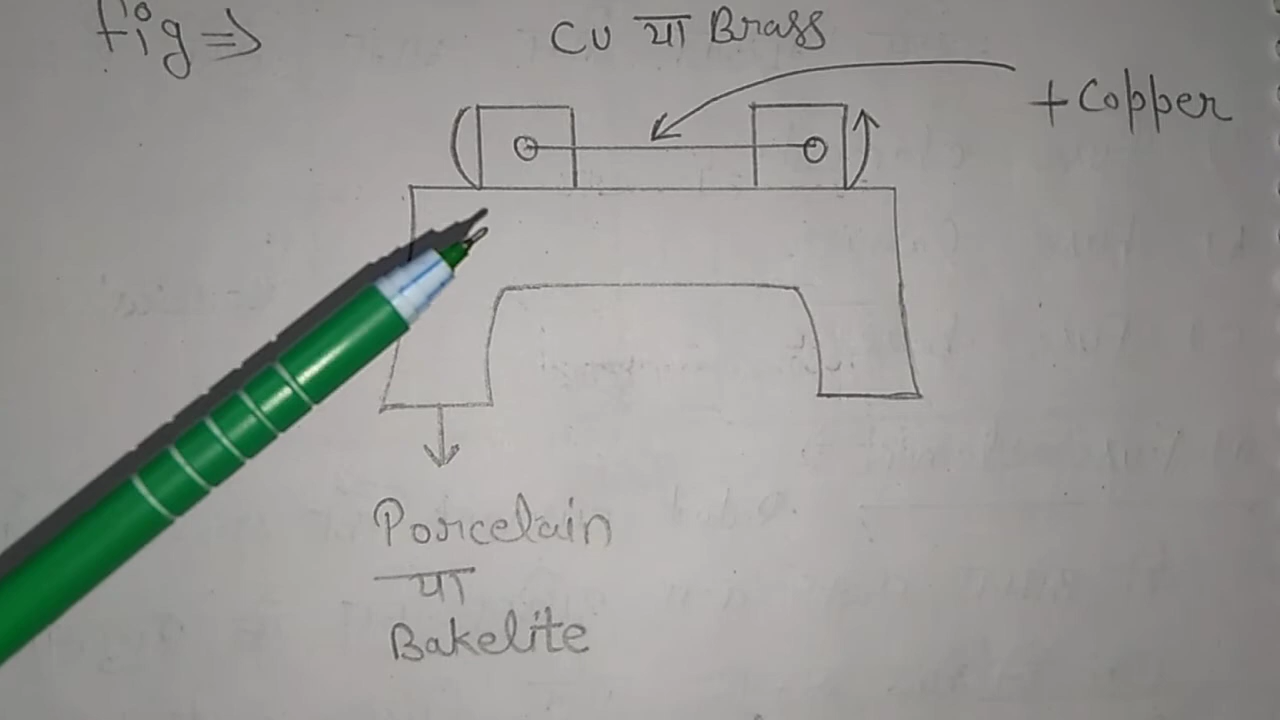 fig ⇒
Cu या Brass
+Copper
Porcelain
या
Bakelite